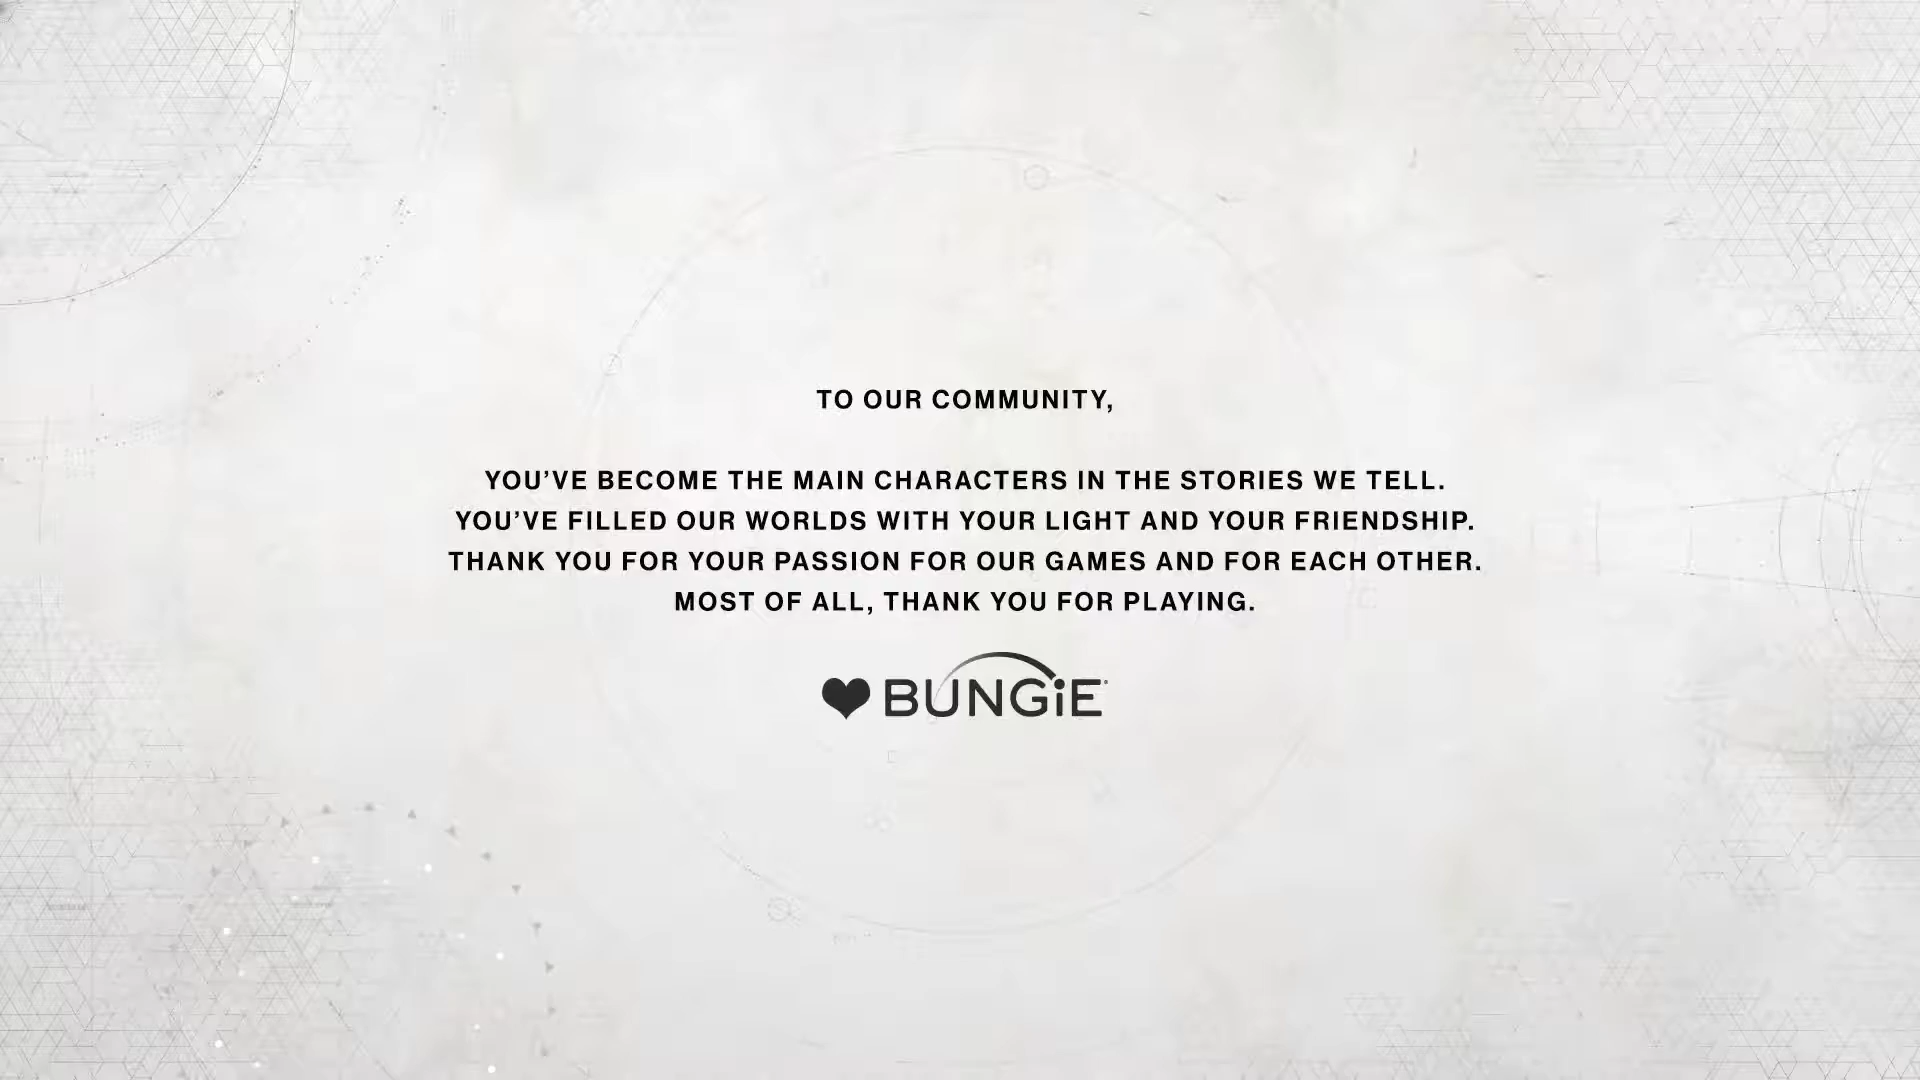 TO OUR COMMUNITY,
YOU’VE BECOME THE MAIN CHARACTERS IN THE STORIES WE TELL.
YOU’VE FILLED OUR WORLDS WITH YOUR LIGHT AND YOUR FRIENDSHIP.
THANK YOU FOR YOUR PASSION FOR OUR GAMES AND FOR EACH OTHER.
MOST OF ALL, THANK YOU FOR PLAYING.
BUNGiE